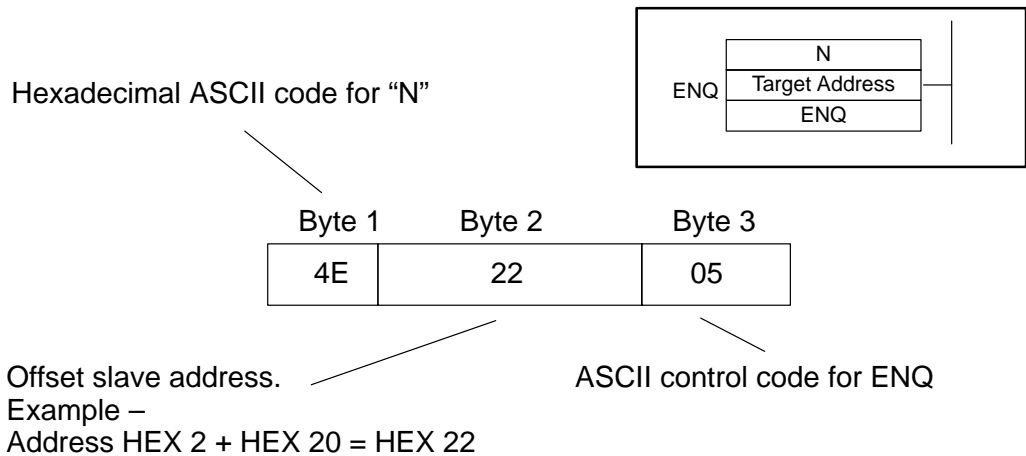 N
ENQ Target Address
ENQ
Hexadecimal ASCII code for “N”
Byte 1 Byte 2 Byte 3
4E 22 05
Offset slave address. ASCII control code for ENQ
Example –
Address HEX 2 + HEX 20 = HEX 22